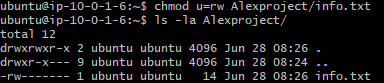 ubuntu@ip-10-0-1-6:~$ chmod u=rw Alexproject/info.txt
ubuntu@ip-10-0-1-6:~$ ls -la Alexproject/
total 12
drwxrwxr-x 2 ubuntu ubuntu 4096 Jun 28 08:26 .
drwxr-x--- 9 ubuntu ubuntu 4096 Jun 28 08:24 ..
-rw------- 1 ubuntu ubuntu   14 Jun 28 08:26 info.txt